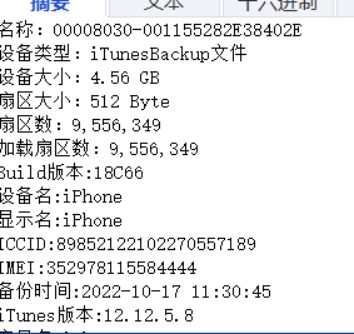 摘要 文本 十六进制
名称: 00008030-001155282E38402E
设备类型: iTunesBackup文件
设备大小: 4.56 GB
扇区大小: 512 Byte
扇区数: 9,556,349
加载扇区数: 9,556,349
Build版本:18C66
设备名:iPhone
显示名:iPhone
ICCID:89852122102270557189
IMEI:352978115584444
备份时间:2022-10-17 11:30:45
iTunes版本:12.12.5.8